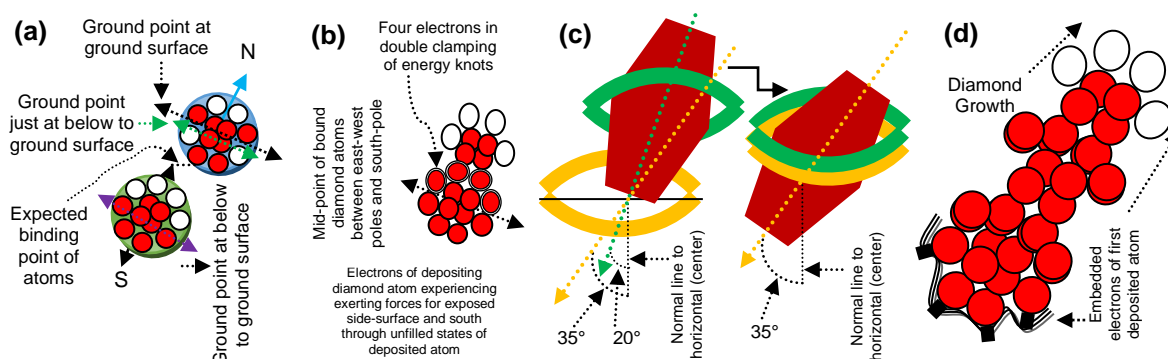 (a)
Ground point at
ground surface
N
Ground point
just at below to
ground surface
Expected
binding
point of
atoms
S
Ground point at below
to ground surface
(b)
Four electrons in
double clamping
of energy knots
Mid-point of bound
diamond atoms
between east-west
poles and south-pole
Electrons of depositing
diamond atom experiencing
exerting forces for exposed
side-surface and south
through unfilled states of
deposited atom
(c)
35°
20°
Normal line to
horizontal (center)
35°
Normal line to
horizontal (center)
(d)
Diamond
Growth
Embedded
electrons of first
deposited atom